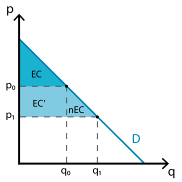 p
EC
p₀
EC' nEC
p₁
D
q₀ q₁ q